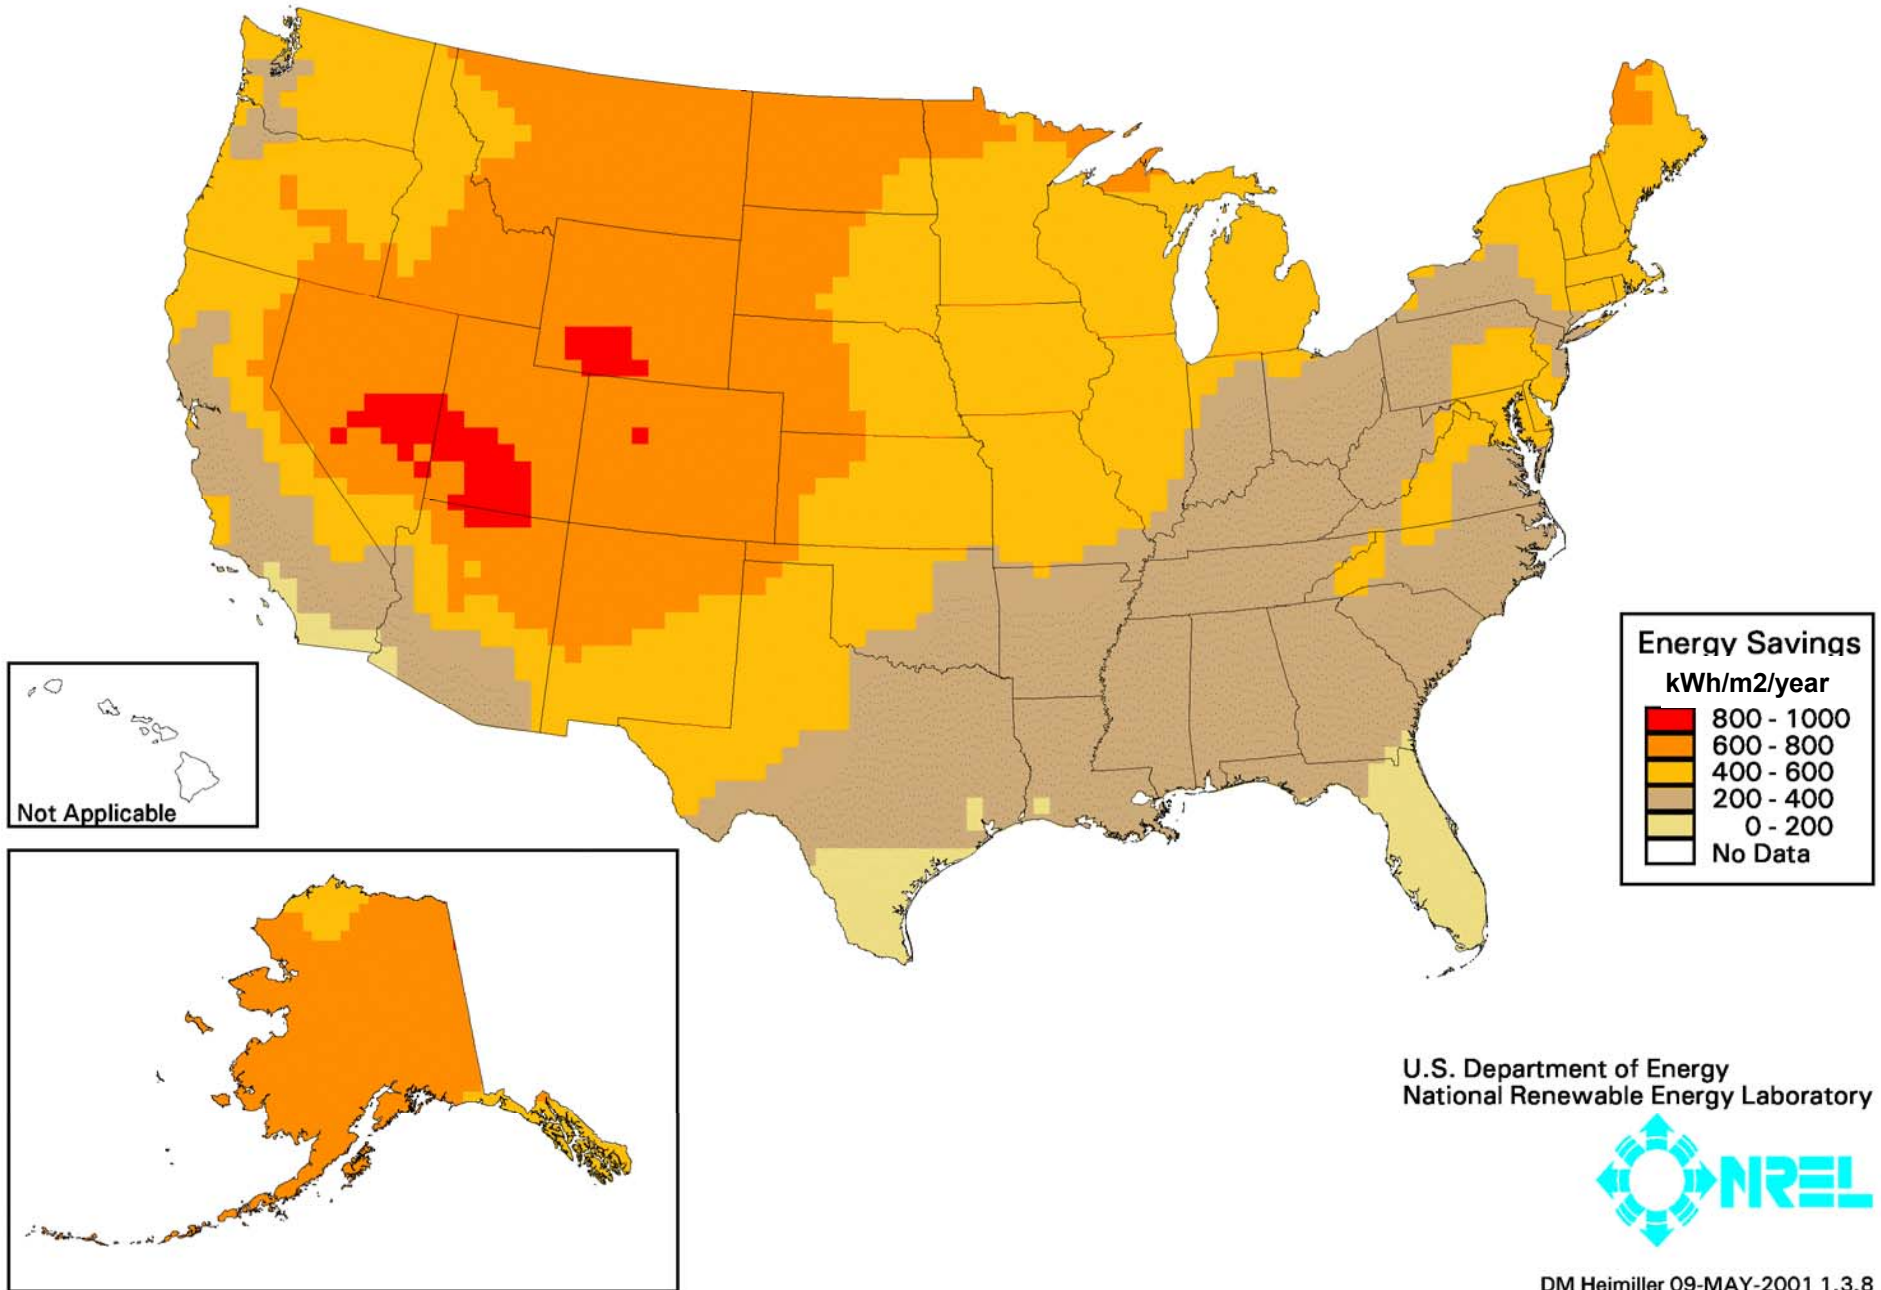 Energy Savings
kWh/m2/year
800 - 1000
600 - 800
400 - 600
200 - 400
0 - 200
No Data
Not Applicable
U.S. Department of Energy
National Renewable Energy Laboratory
NREL
DM Heimiller 09-MAY-2001 1.3.8